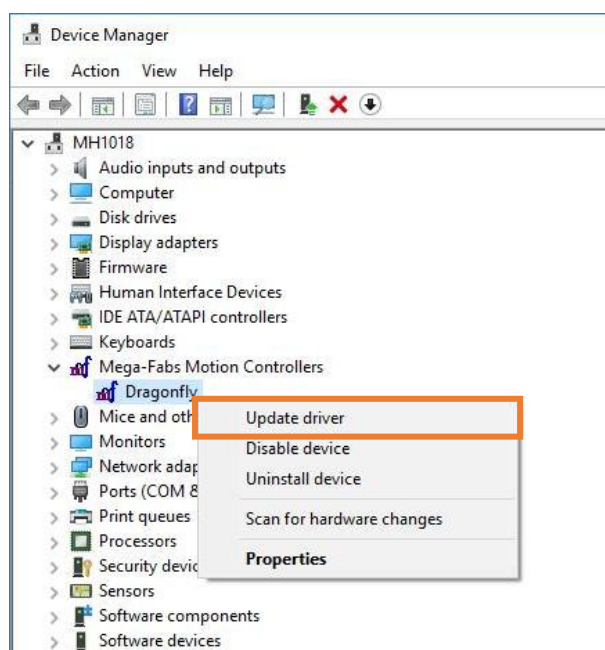 Device Manager
File Action View Help
MH1018
Audio inputs and outputs
Computer
Disk drives
Display adapters
Firmware
Human Interface Devices
IDE ATA/ATAPI controllers
Keyboards
Mega-Fabs Motion Controllers
Dragonfly
Mice and oth
Monitors
Network adap
Ports (COM &
Print queues
Processors
Security devic
Sensors
Software components
Software devices
Update driver
Disable device
Uninstall device
Scan for hardware changes
Properties